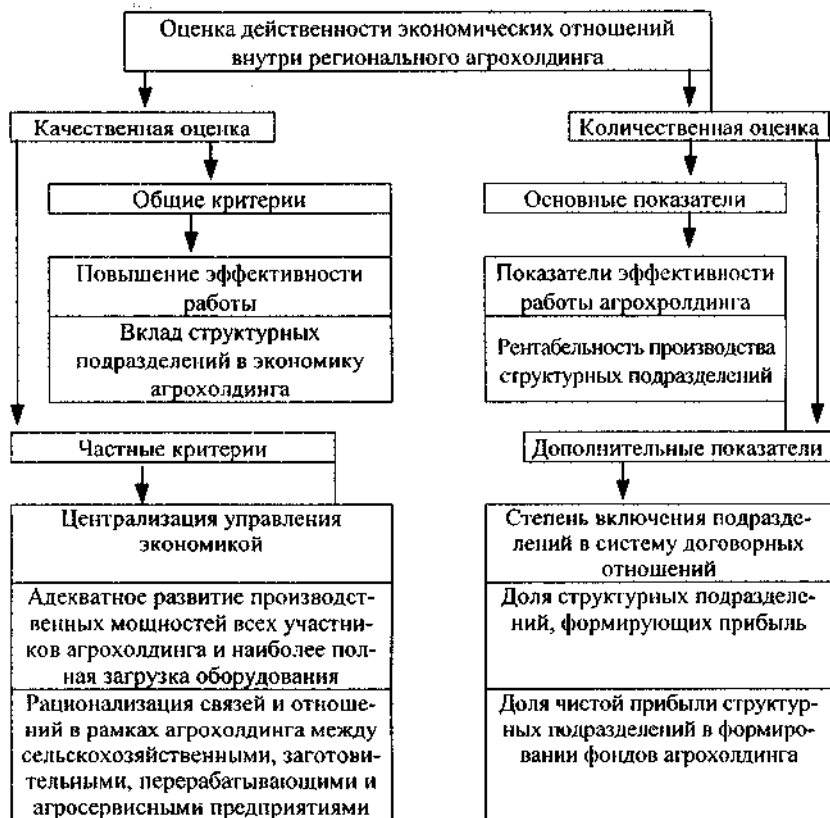 Оценка действенности экономических отношений
внутри регионального агрохолдинга
Качественная оценка
Количественная оценка
Общие критерии
Основные показатели
Повышение эффективности
работы
Вклад структурных
подразделений в экономику
агрохолдинга
Показатели эффективности
работы агрохролдинга
Рентабельность производства
структурных подразделений
Частные критерии
Дополнительные показатели
Централизация управления
экономикой
Адекватное развитие производст-
венных мощностей всех участни-
ков агрохолдинга и наиболее пол-
ная загрузка оборудования
Рационализация связей и отноше-
ний в рамках агрохолдинга между
сельскохозяйственными, заготови-
тельными, перерабатывающими и
агросервисными предприятиями
Степень включения подразде-
лений в систему договорных
отношений
Доля структурных подразделе-
ний, формирующих прибыль
Доля чистой прибыли структур-
ных подразделений в формиро-
вании фондов агрохолдинга